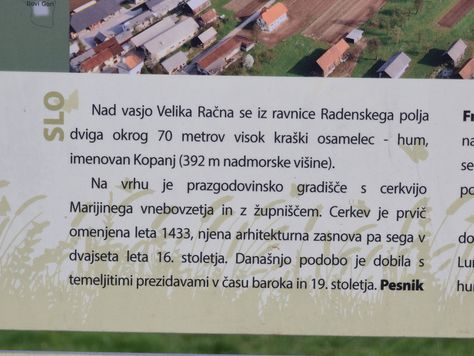 Ilovi Gori
SLO
Nad vasjo Velika Račna se iz ravnice Radenskega polja
dviga okrog 70 metrov visok kraški osamelec - hum,
imenovan Kopanj (392 m nadmorske višine).
Na vrhu je prazgodovinsko gradišče s cerkvijo
Marijinega vnebovzetja in z župniščem. Cerkev je prvič
omenjena leta 1433, njena arhitekturna zasnova pa sega v
dvajseta leta 16. stoletja. Današnjo podobo je dobila s
temeljitimi prezidavami v času baroka in 19. stoletja. Pesnik